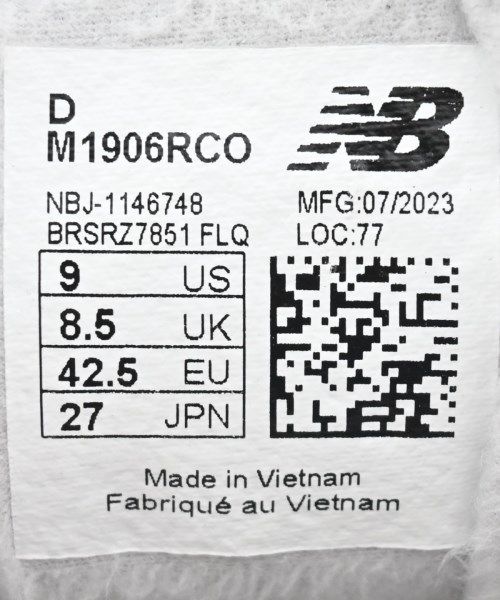 D
M1906RCO
NB
NBJ-1146748 MFG:07/2023
BRSRZ7851 FLQ LOC:77
9 US
8.5 UK
42.5 EU
27 JPN
Made in Vietnam
Fabriqué au Vietnam